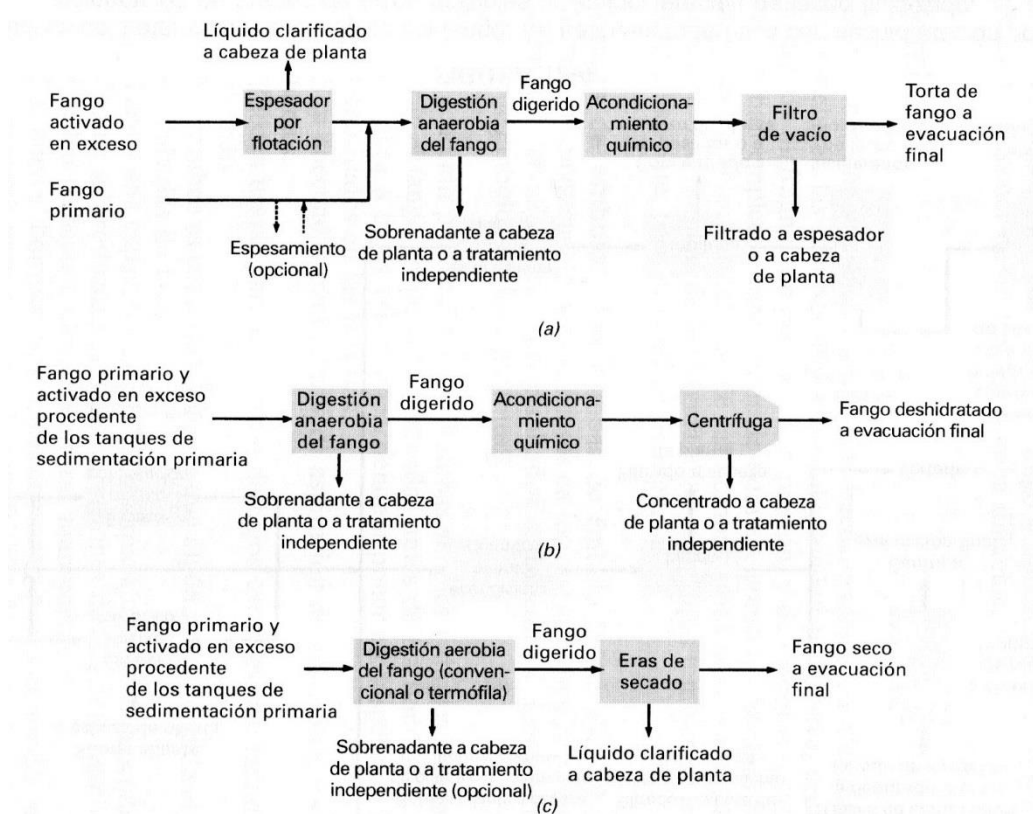 Líquido clarificado
a cabeza de planta
Fango
activado
en exceso
Espesador
por
flotación
Digestión
anaerobia
del fango
Fango
digerido
Acondiciona-
miento
químico
Filtro
de vacío
Torta de
fango a
evacuación
final
Fango
primario
Espesamiento
(opcional)
Sobrenadante a cabeza
de planta o a tratamiento
independiente
Filtrado a espesador
o a cabeza
de planta
(a)
Fango primario y
activado en exceso
procedente
de los tanques de
sedimentación primaria
Digestión
anaerobia
del fango
Fango
digerido
Acondiciona-
miento
químico
Centrífuga
Fango deshidratado
a evacuación final
Sobrenadante a cabeza
de planta o a tratamiento
independiente
Concentrado a cabeza
de planta o a tratamiento
independiente
(b)
Fango primario y
activado en exceso
procedente
de los tanques de
sedimentación primaria
Digestión aerobia
del fango (conven-
cional o termófila)
Fango
digerido
Eras de
secado
Fango seco
a evacuación
final
Sobrenadante a cabeza
de planta o a tratamiento
independiente (opcional)
Líquido clarificado
a cabeza de planta
(c)